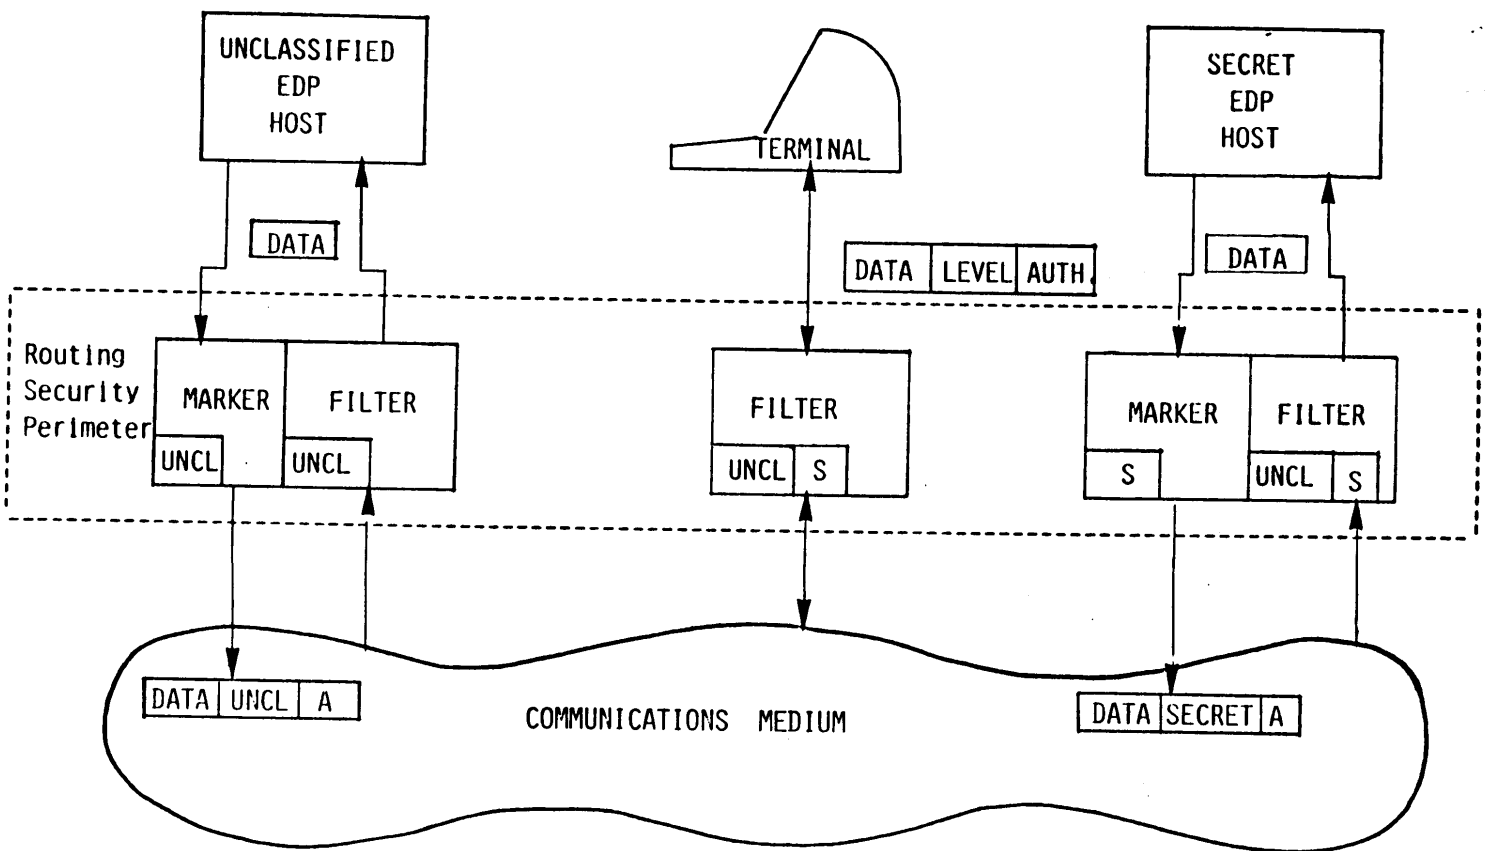 UNCLASSIFIED
EDP
HOST
TERMINAL
SECRET
EDP
HOST
DATA
DATA LEVEL AUTH.
DATA
Routing
Security
Perimeter
MARKER
UNCL
FILTER
UNCL
FILTER
UNCL S
MARKER
S
FILTER
UNCL S
DATA UNCL A
COMMUNICATIONS MEDIUM
DATA SECRET A